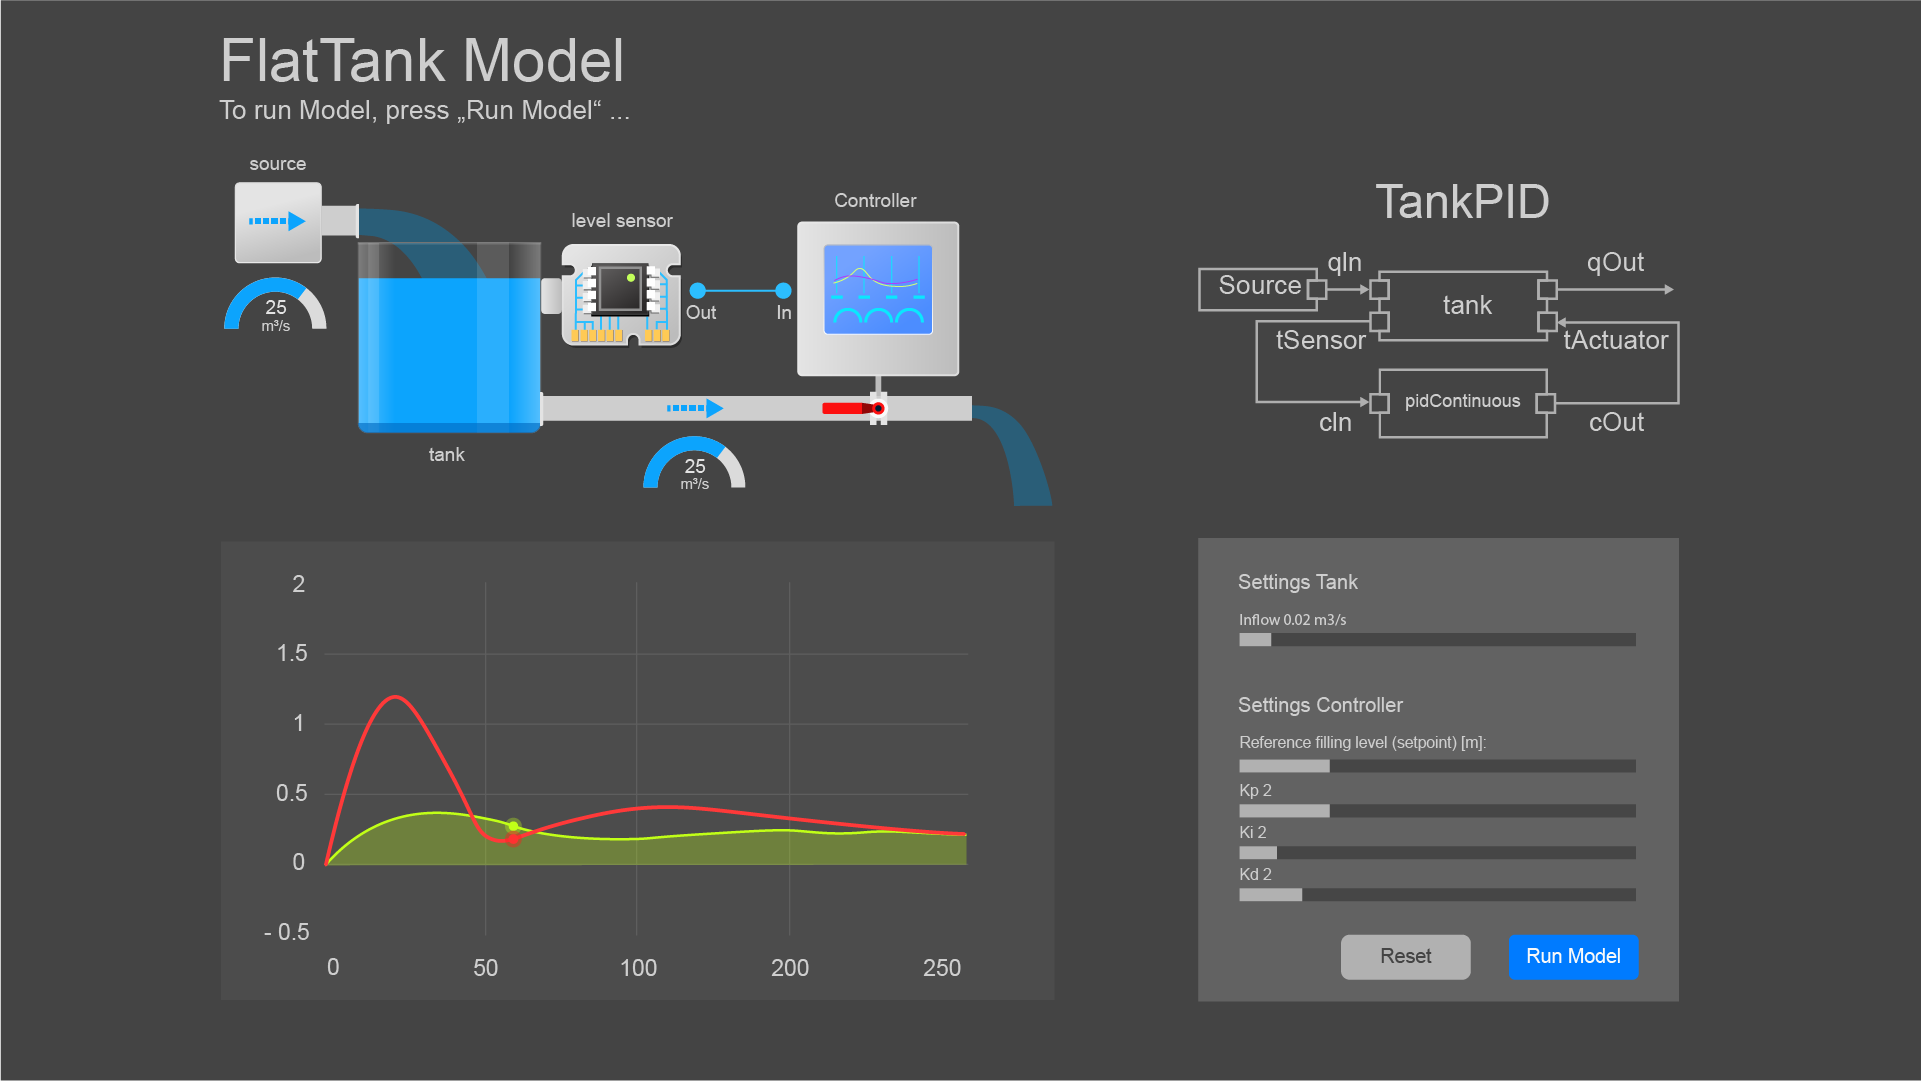 FlatTank Model
To run Model, press „Run Model“ ...
source
25
m³/s
level sensor
Out
In
Controller
tank
25
m³/s
TankPID
Source
qIn
tank
qOut
tSensor
tActuator
pidContinuous
cIn
cOut
2
1.5
1
0.5
0
- 0.5
0
50
100
200
250
Settings Tank
Inflow 0.02 m3/s
Settings Controller
Reference filling level (setpoint) [m]:
Kp 2
Ki 2
Kd 2
Reset
Run Model